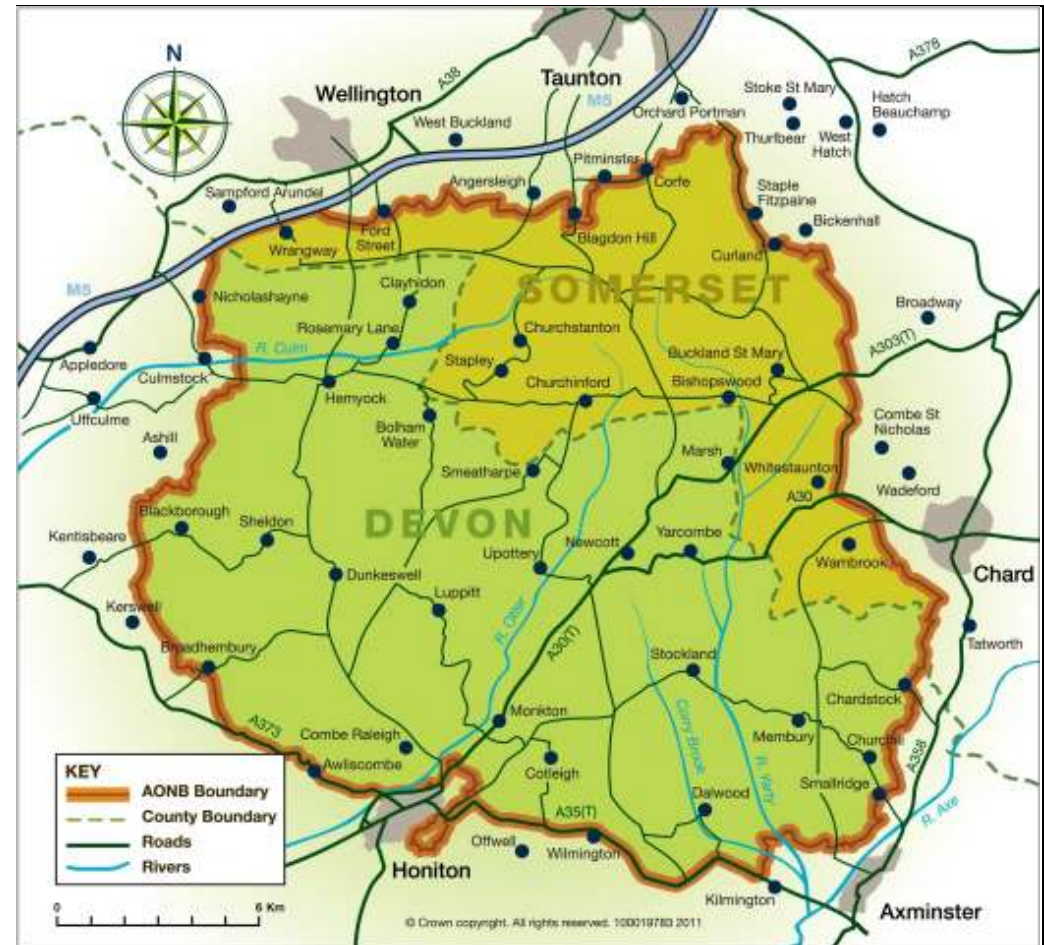 N
A38
Taunton
M5
A378
Wellington
Stoke St Mary
Hatch
Beauchamp
Orchard Portman
West Buckland
Thurlbear
West
Hatch
Pitminster
Angersleigh
Corfe
Staple
Fitzpaine
Sampford Arundel
Bickenhall
Wrangway
Ford
Street
Blagdon Hill
Curland
M5
Nicholashayne
Clayhidon
SOMERSET
Broadway
Rosemary Lane
Churchstanton
R. Culm
A303(T)
Appledore
Culmstock
Stapley
Buckland St Mary
Hemyock
Churchinford
Bishopswood
Uffculme
Combe St
Nicholas
Ashill
Bolham
Water
Marsh
Smeatharpe
Whitestaunton
Wadeford
A30
Blackborough
Sheldon
DEVON
Kentisbeare
Upottery
Newcott
Yarcombe
Wambrook
Chard
Dunkeswell
Luppitt
Kerswell
R. Otter
A30(T)
Tatworth
Broadhembury
Stockland
Chardstock
A373
Monkton
Corry Brook
R. Yarty
Membury
Combe Raleigh
Churchill
A358
Awliscombe
Cotleigh
Smallridge
Dalwood
R. Axe
A35(T)
Offwell
Wilmington
Honiton
Kilmington
Axminster
KEY
AONB Boundary
County Boundary
Roads
Rivers
0 6 Km
© Crown copyright. All rights reserved. 100019783 2011